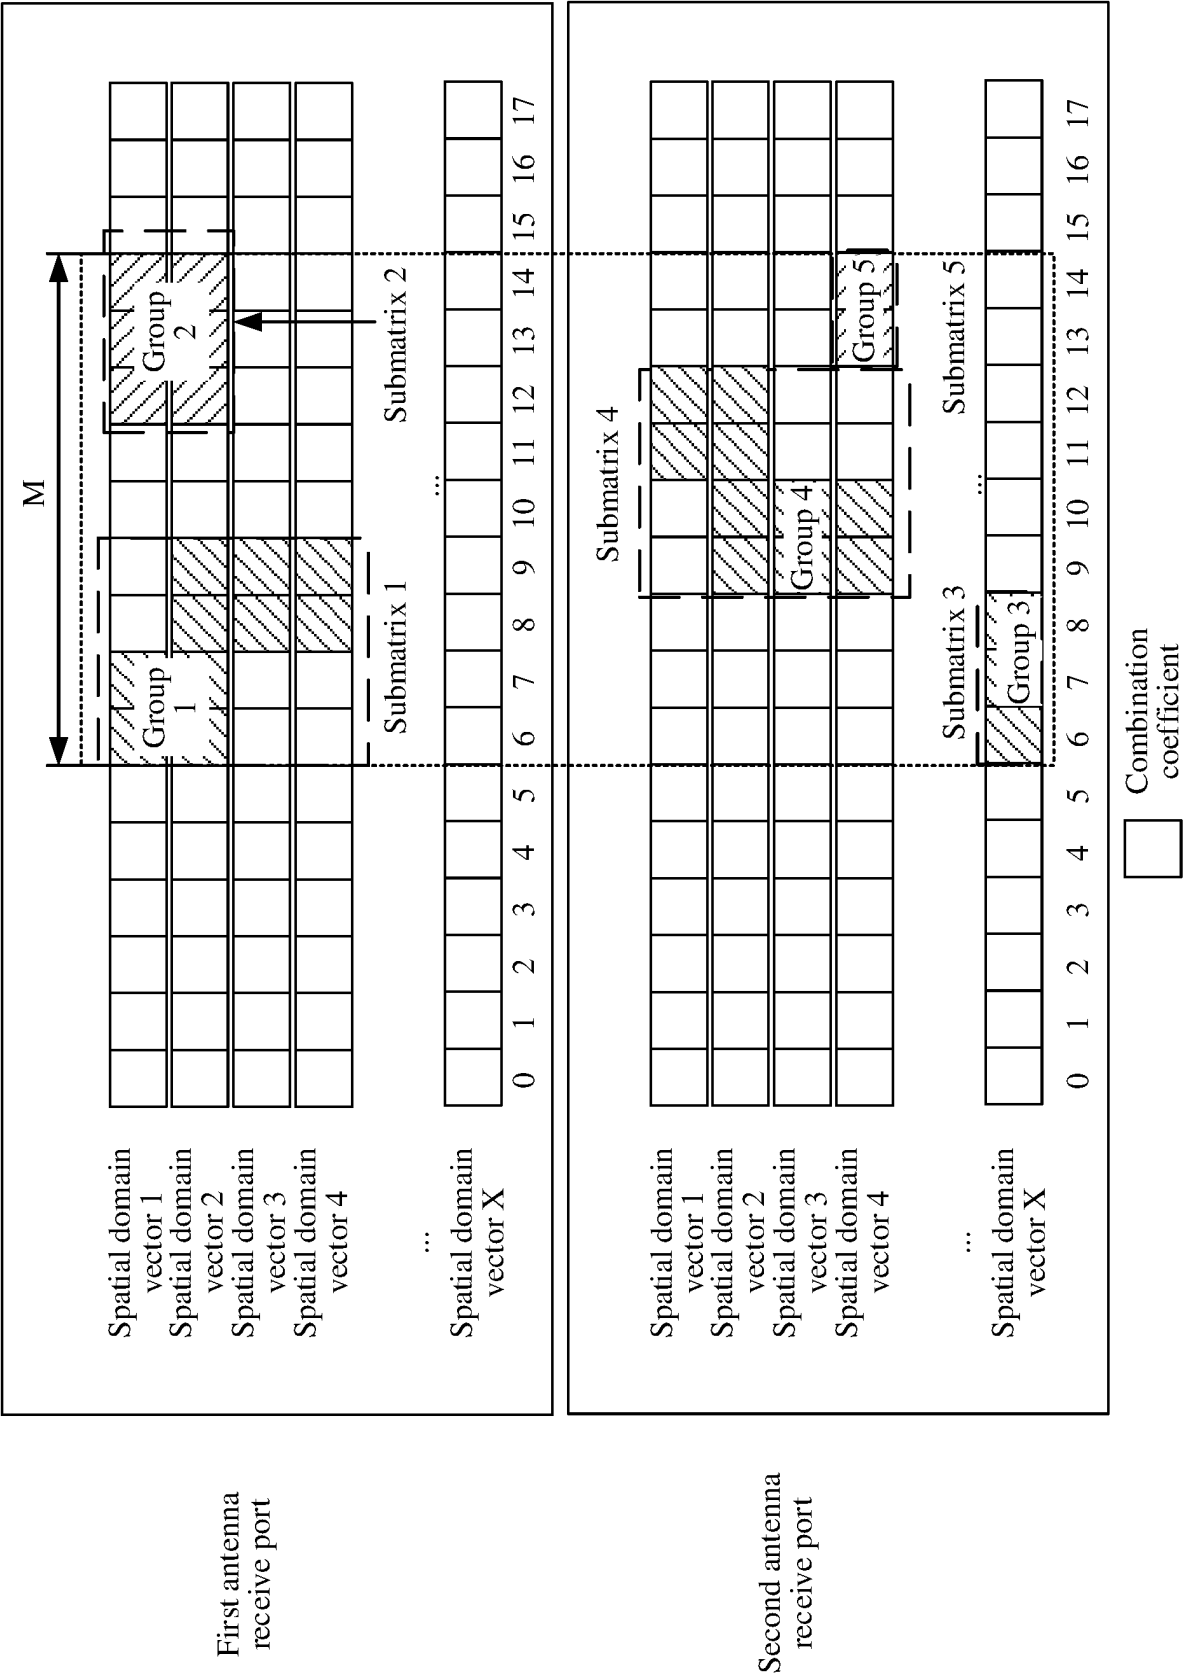 First antenna
receive port
M
Spatial domain
vector 1
Group
1
Group
2
Spatial domain
vector 2
Spatial domain
vector 3
Spatial domain
vector 4
Submatrix 1
Submatrix 2
...
...
Spatial domain
vector X
0 1 2 3 4 5 6 7 8 9 10 11 12 13 14 15 16 17
Second antenna
receive port
Submatrix 4
Spatial domain
vector 1
Spatial domain
vector 2
Spatial domain
vector 3
Group 4
Spatial domain
vector 4
Group 5
Submatrix 3
Submatrix 5
...
...
Spatial domain
vector X
Group 3
0 1 2 3 4 5 6 7 8 9 10 11 12 13 14 15 16 17
Combination
coefficient